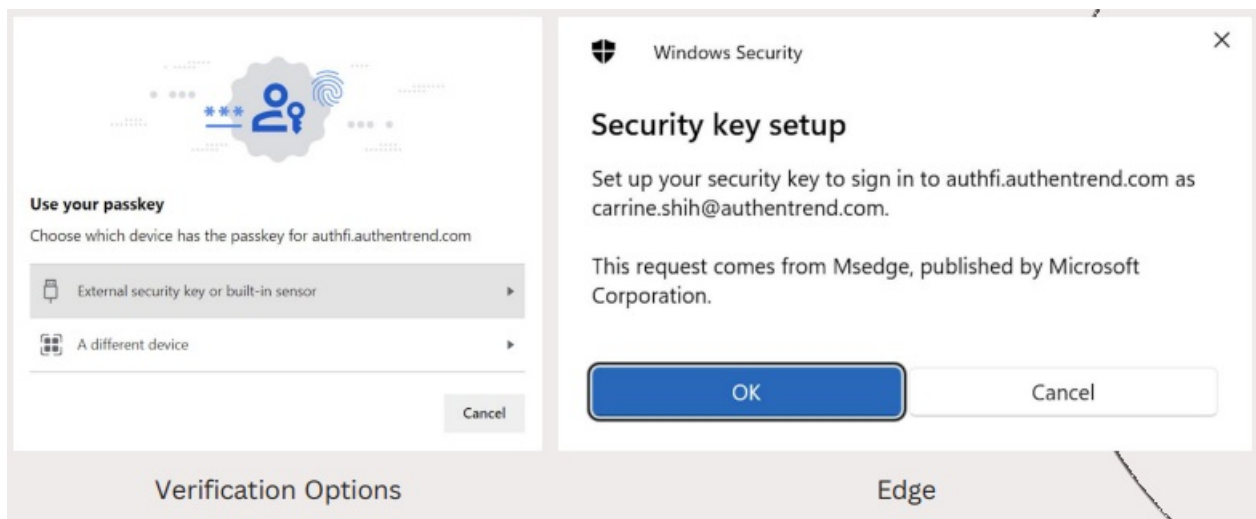 ***
Use your passkey
Choose which device has the passkey for authfi.authentrend.com
External security key or built-in sensor
A different device
Cancel
Verification Options
Windows Security
Security key setup
Set up your security key to sign in to authfi.authentrend.com as
carrine.shih@authentrend.com.
This request comes from Msedge, published by Microsoft
Corporation.
OK
Cancel
Edge